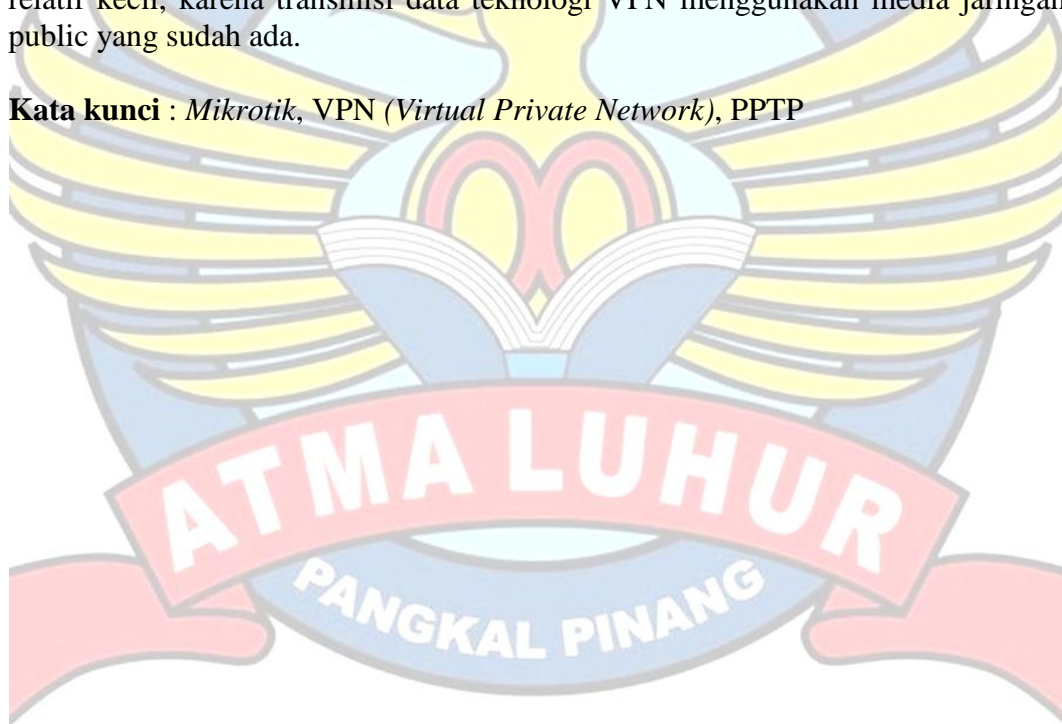 relatif kecil, karena transmisi data teknologi VPN menggunakan media jaringan
public yang sudah ada.
Kata kunci : Mikrotik, VPN (Virtual Private Network), PPTP
ATMA LUHUR
PANGKAL PINANG